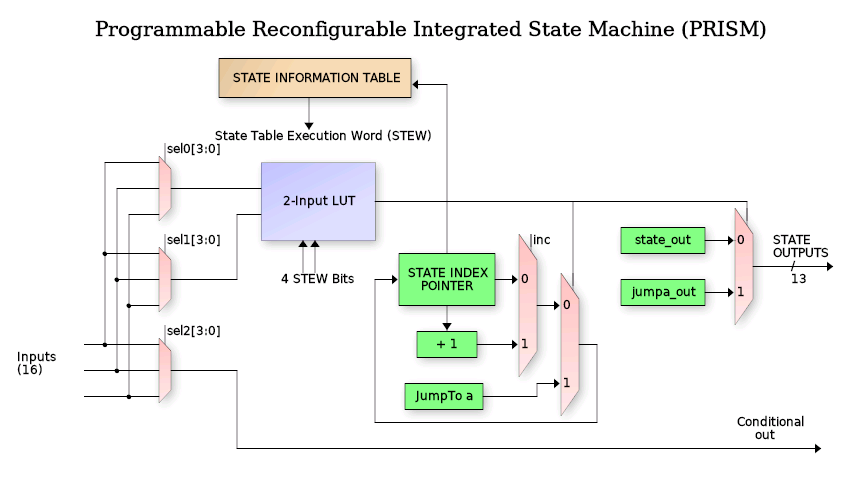 Programmable Reconfigurable Integrated State Machine (PRISM)
STATE INFORMATION TABLE
State Table Execution Word (STEW)
sel0[3:0]
2-Input LUT
sel1[3:0]
4 STEW Bits
sel2[3:0]
Inputs
(16)
STATE INDEX
POINTER
+ 1
JumpTo a
inc
0
1
0
1
state_out
jumpa_out
0
1
STATE
OUTPUTS
13
Conditional
out